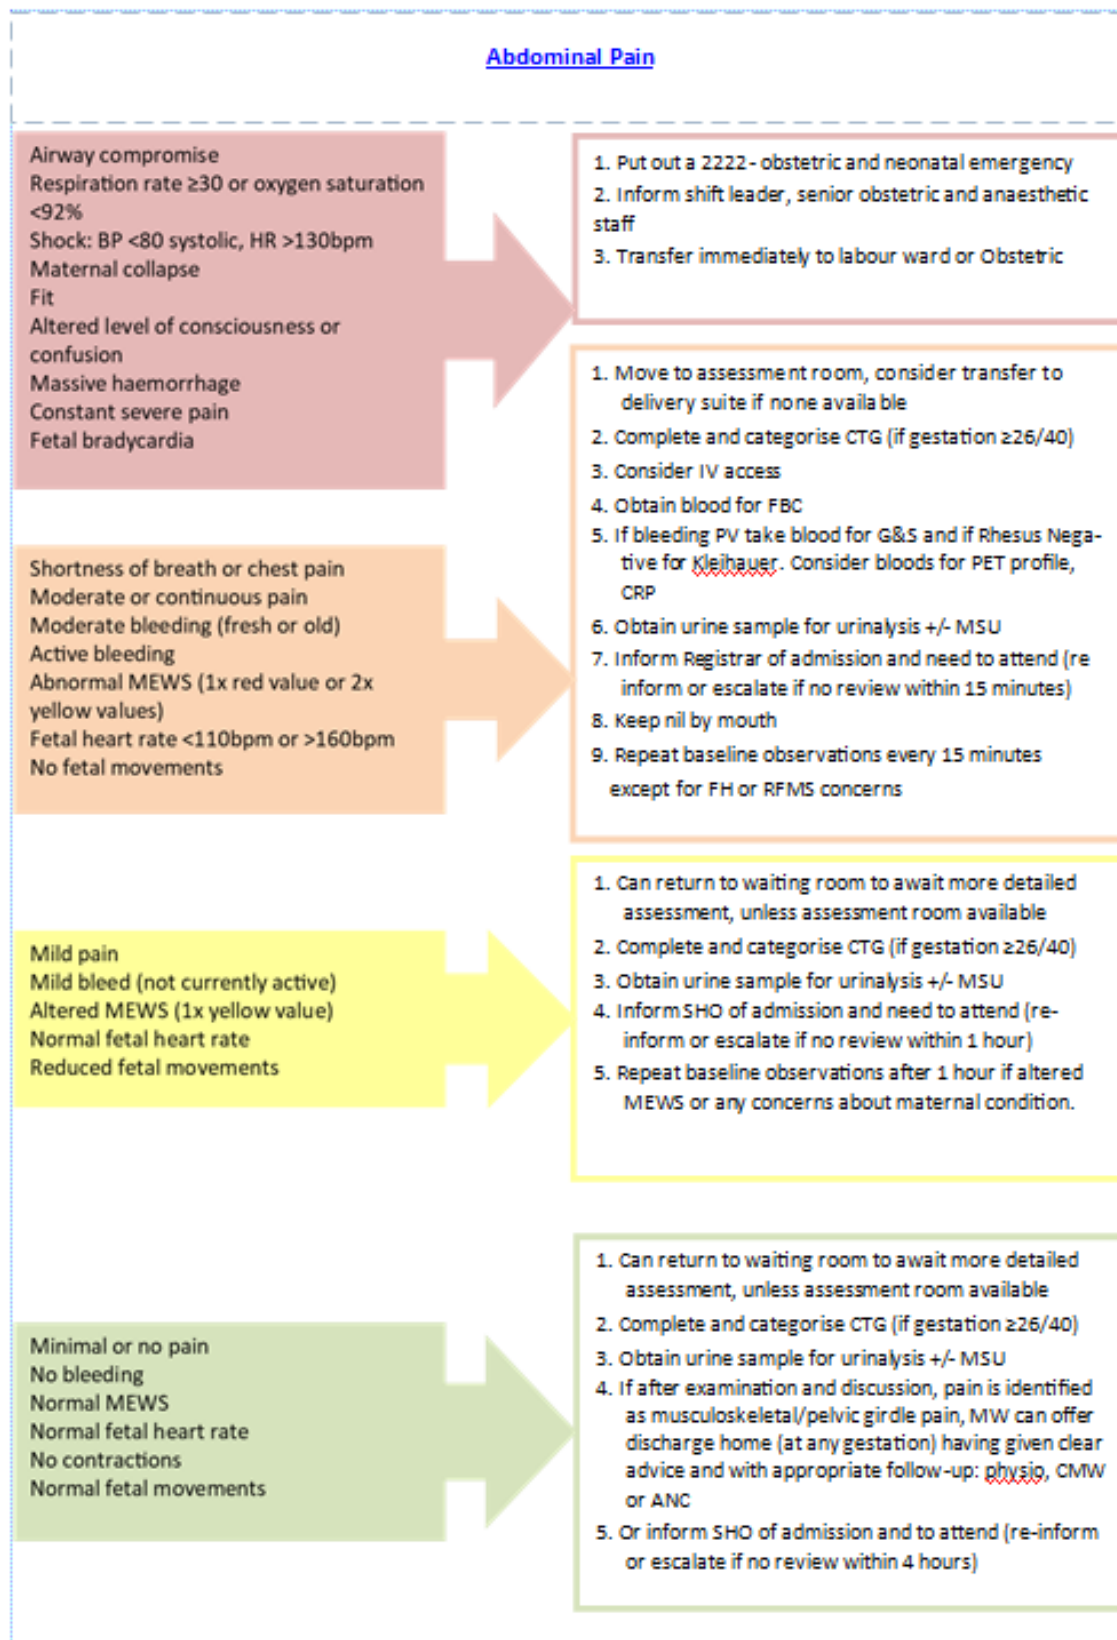 Abdominal Pain
Airway compromise
Respiration rate ≥30 or oxygen saturation
<92%
Shock: BP <80 systolic, HR >130bpm
Maternal collapse
Fit
Altered level of consciousness or
confusion
Massive haemorrhage
Constant severe pain
Fetal bradycardia
1. Put out a 2222 - obstetric and neonatal emergency
2. Inform shift leader, senior obstetric and anaesthetic
staff
3. Transfer immediately to labour ward or Obstetric
Shortness of breath or chest pain
Moderate or continuous pain
Moderate bleeding (fresh or old)
Active bleeding
Abnormal MEWS (1x red value or 2x
yellow values)
Fetal heart rate <110bpm or >160bpm
No fetal movements
1. Move to assessment room, consider transfer to
delivery suite if none available
2. Complete and categorise CTG (if gestation ≥26/40)
3. Consider IV access
4. Obtain blood for FBC
5. If bleeding PV take blood for G&S and if Rhesus Nega-
tive for Kleihauer. Consider bloods for PET profile,
CRP
6. Obtain urine sample for urinalysis +/- MSU
7. Inform Registrar of admission and need to attend (re
inform or escalate if no review within 15 minutes)
8. Keep nil by mouth
9. Repeat baseline observations every 15 minutes
except for FH or RFMS concerns
Mild pain
Mild bleed (not currently active)
Altered MEWS (1x yellow value)
Normal fetal heart rate
Reduced fetal movements
1. Can return to waiting room to await more detailed
assessment, unless assessment room available
2. Complete and categorise CTG (if gestation ≥26/40)
3. Obtain urine sample for urinalysis +/- MSU
4. Inform SHO of admission and need to attend (re-
inform or escalate if no review within 1 hour)
5. Repeat baseline observations after 1 hour if altered
MEWS or any concerns about maternal condition.
Minimal or no pain
No bleeding
Normal MEWS
Normal fetal heart rate
No contractions
Normal fetal movements
1. Can return to waiting room to await more detailed
assessment, unless assessment room available
2. Complete and categorise CTG (if gestation ≥26/40)
3. Obtain urine sample for urinalysis +/- MSU
4. If after examination and discussion, pain is identified
as musculoskeletal/pelvic girdle pain, MW can offer
discharge home (at any gestation) having given clear
advice and with appropriate follow-up: physio, CMW
or ANC
5. Or inform SHO of admission and to attend (re-inform
or escalate if no review within 4 hours)